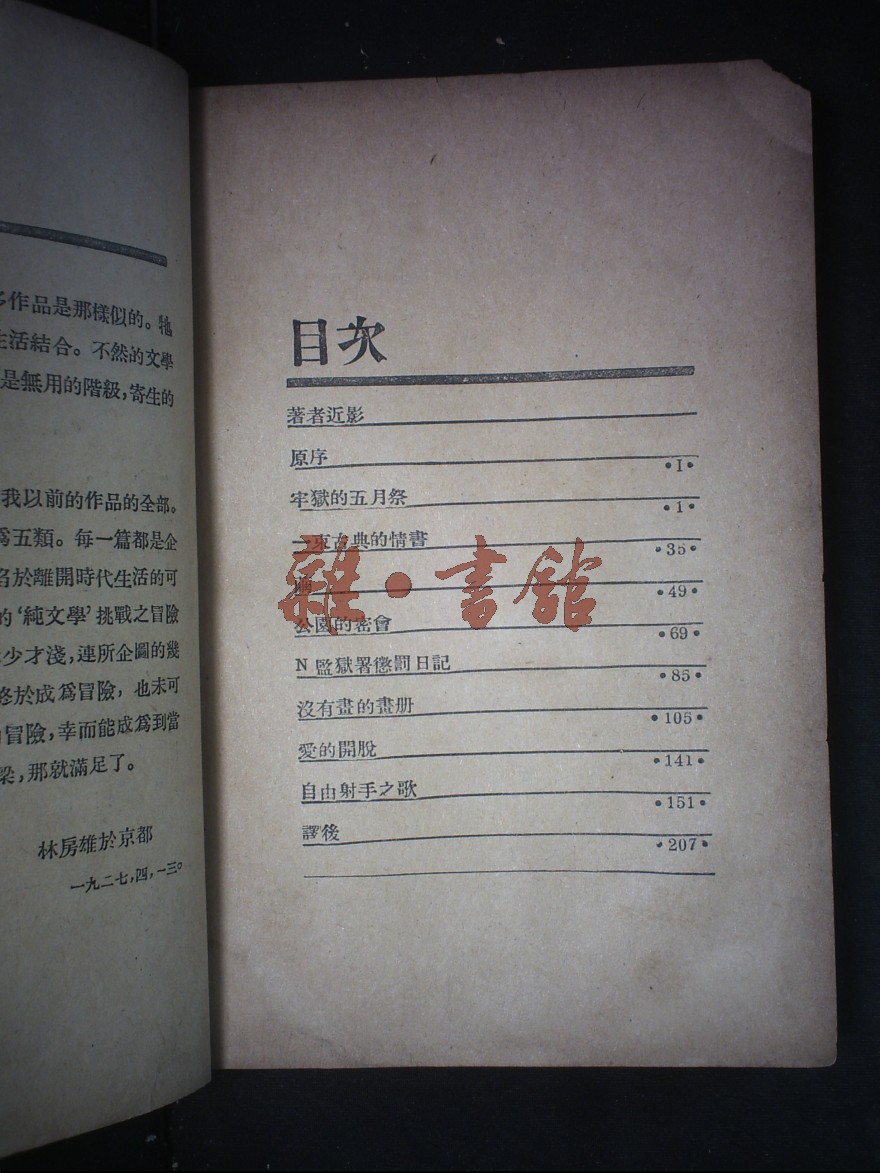 多作品是那樣似的。牠
生活結合。不然的文學
是無用的階級，寄生的
我以前的作品的全部。
爲五類。每一篇都是企
名於離開時代生活的可
的‘純文學’挑戰之冒險
少才淺，連所企圖的幾
終於成爲冒險，也未可
冒險，幸而能成爲到當
梁，那就滿足了。
林房雄於京都
一九二七，四，一三。
目次
著者近影
原序 •I•
牢獄的五月祭 •1•
一束古典的情書 •35•
•49•
公園的密會 •69•
N監獄署懲罰日記 •85•
沒有畫的畫册 •105•
愛的開脫 •141•
自由射手之歌 •151•
譯後 •207•
雜•書館